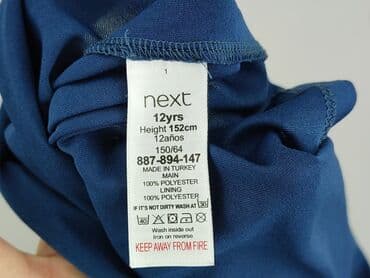 1
next
12yrs
Height 152cm
12años
150/64
887-894-147
MADE IN TURKEY
MAIN
100% POLYESTER
LINING
100% POLYESTER
IF IT'S NOT DIRTY WASH AT 30
Wash inside out
Iron on reverse
KEEP AWAY FROM FIRE